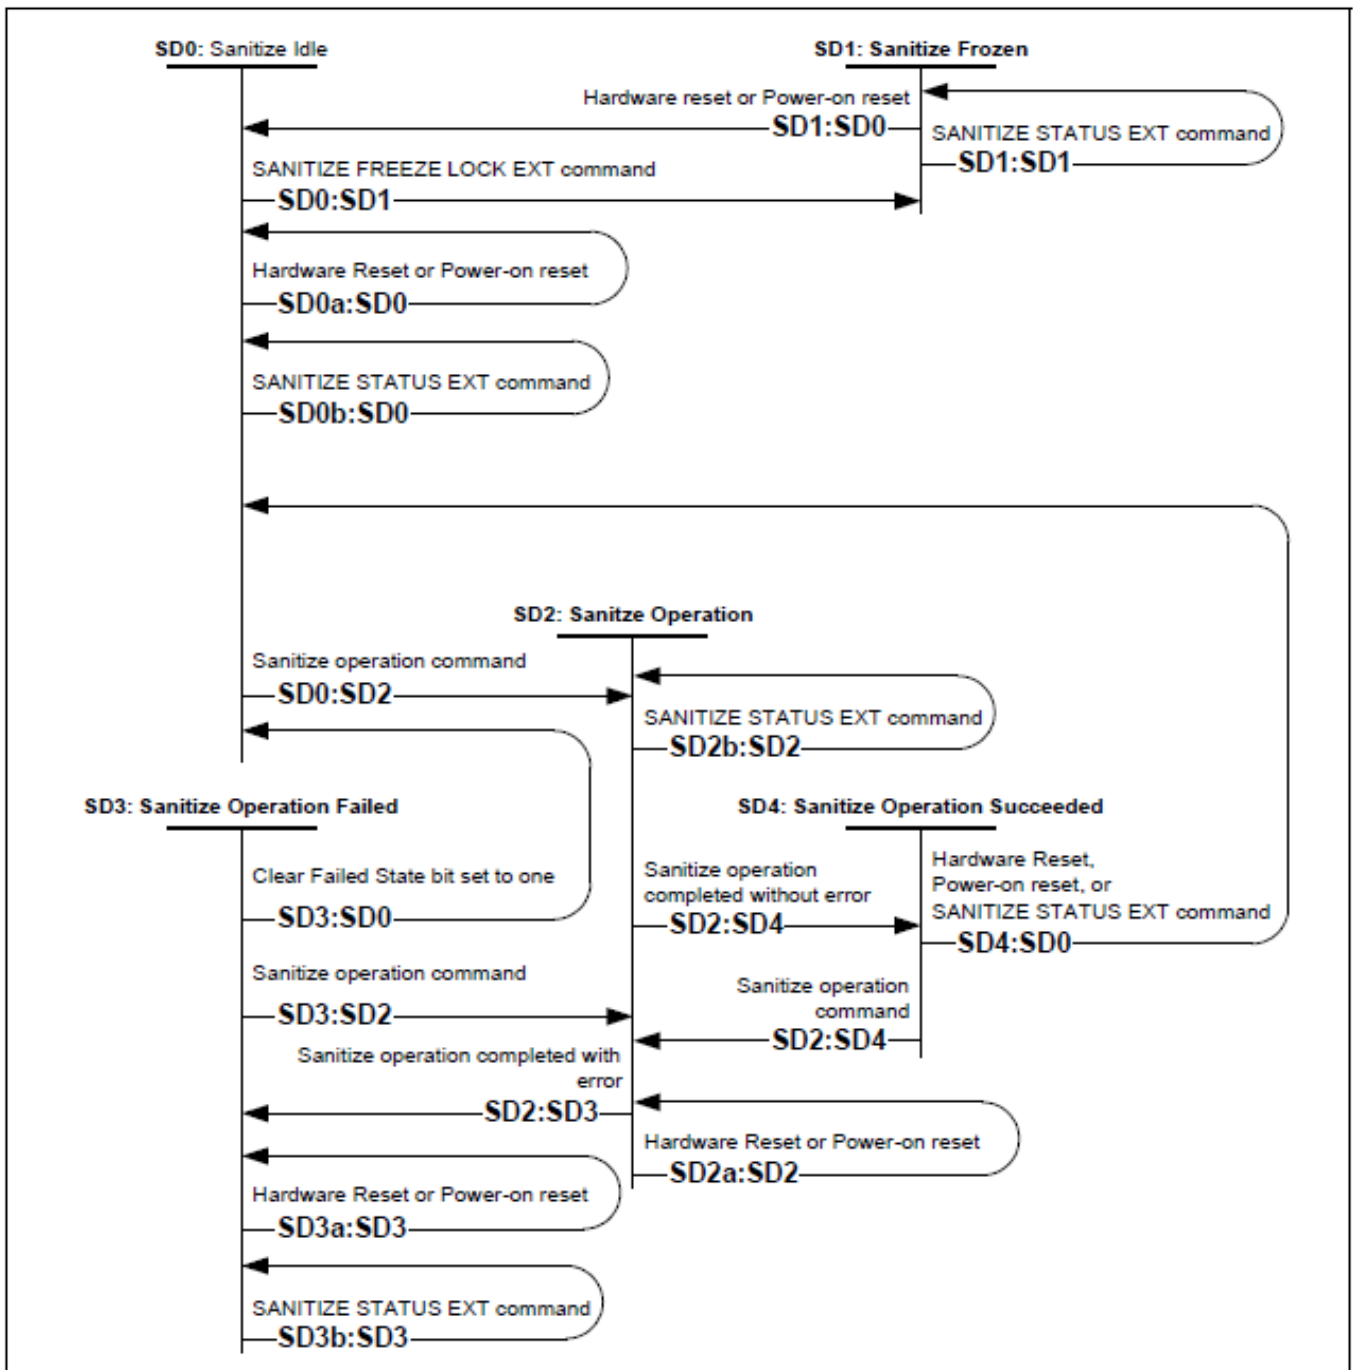 SD0: Sanitize Idle
SD1: Sanitize Frozen
Hardware reset or Power-on reset
SD1:SD0
SANITIZE STATUS EXT command
SD1:SD1
SANITIZE FREEZE LOCK EXT command
SD0:SD1
Hardware Reset or Power-on reset
SD0a:SD0
SANITIZE STATUS EXT command
SD0b:SD0
SD2: Sanitze Operation
Sanitize operation command
SD0:SD2
SANITIZE STATUS EXT command
SD2b:SD2
SD3: Sanitize Operation Failed
SD4: Sanitize Operation Succeeded
Clear Failed State bit set to one
SD3:SD0
Sanitize operation
completed without error
SD2:SD4
Hardware Reset,
Power-on reset, or
SANITIZE STATUS EXT command
SD4:SD0
Sanitize operation command
SD3:SD2
Sanitize operation
command
SD2:SD4
Sanitize operation completed with
error
SD2:SD3
Hardware Reset or Power-on reset
SD2a:SD2
Hardware Reset or Power-on reset
SD3a:SD3
SANITIZE STATUS EXT command
SD3b:SD3